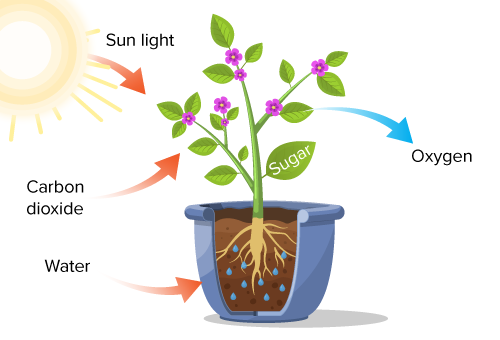 Sun light
Carbon
dioxide
Water
Sugar
Oxygen